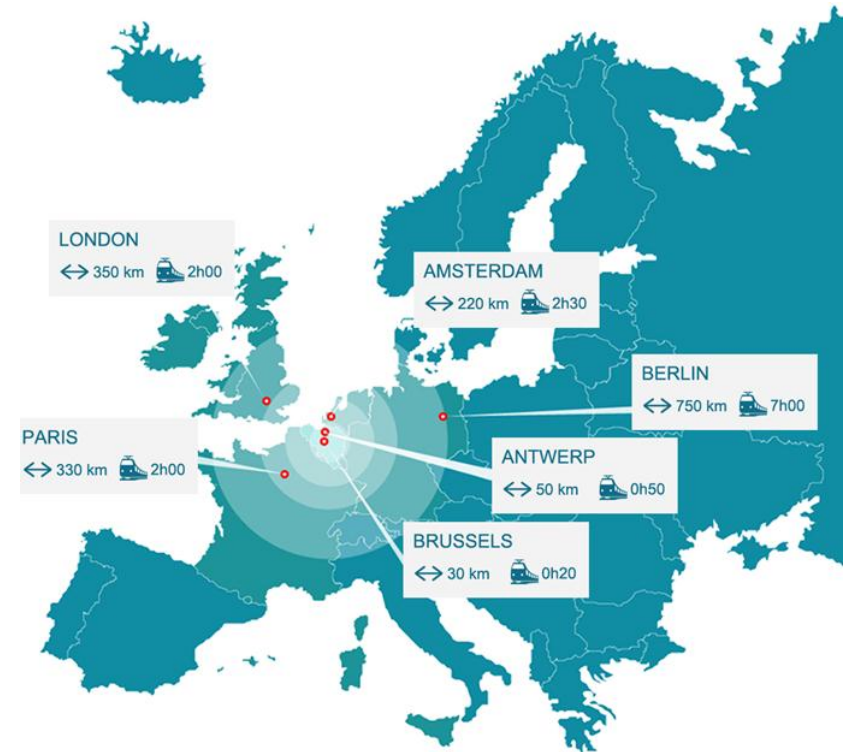 LONDON
350 km 2h00
AMSTERDAM
220 km 2h30
BERLIN
750 km 7h00
PARIS
330 km 2h00
ANTWERP
50 km 0h50
BRUSSELS
30 km 0h20